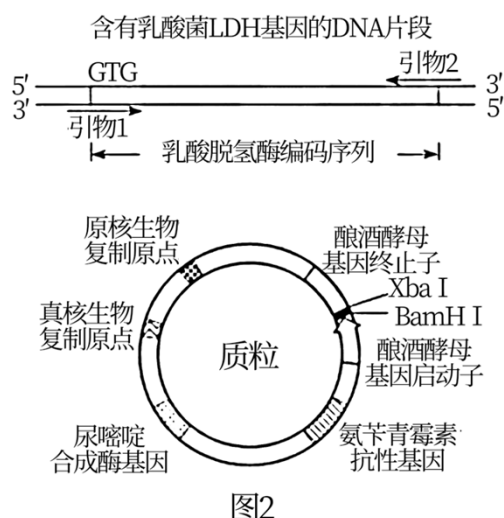 含有乳酸菌LDH基因的DNA片段
5′ GTG 引物2 3′
3′ 引物1 5′
乳酸脱氢酶编码序列
原核生物
复制原点
酿酒酵母
基因终止子
Xba I
BamH I
真核生物
复制原点
质粒
酿酒酵母
基因启动子
尿嘧啶
合成酶基因
氨苄青霉素
抗性基因
图2